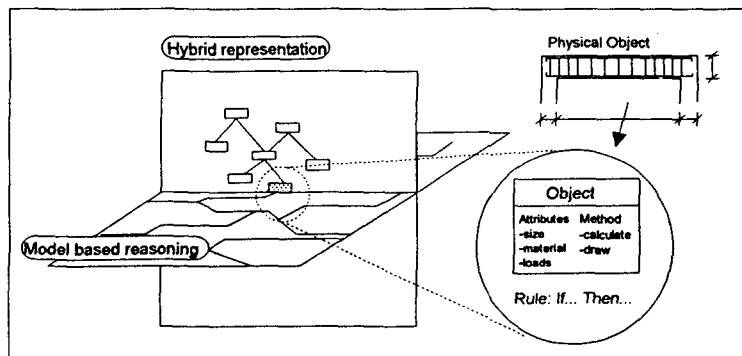 Hybrid representation
Physical Object
Model based reasoning
Object
Attributes Method
-size -calculate
-material -draw
-loads
Rule: If... Then...